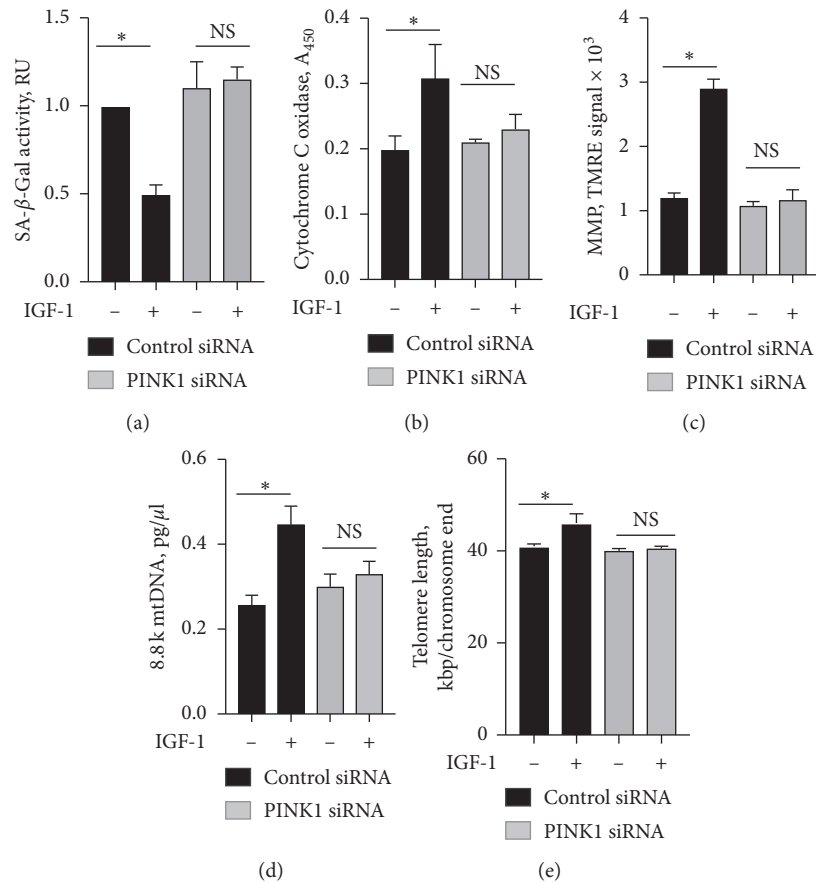 SA-β-Gal activity, RU
1.5
1.0
0.5
0.0
*
NS
IGF-1 – + – +
Control siRNA
PINK1 siRNA
(a)
Cytochrome C oxidase, A450
0.4
0.3
0.2
0.1
0.0
*
NS
IGF-1 – + – +
Control siRNA
PINK1 siRNA
(b)
MMP, TMRE signal × 10³
4
3
2
1
0
*
NS
IGF-1 – + – +
Control siRNA
PINK1 siRNA
(c)
8.8k mtDNA, pg/μl
0.6
0.4
0.2
0.0
*
NS
IGF-1 – + – +
Control siRNA
PINK1 siRNA
(d)
Telomere length,
kbp/chromosome end
60
40
20
0
*
NS
IGF-1 – + – +
Control siRNA
PINK1 siRNA
(e)